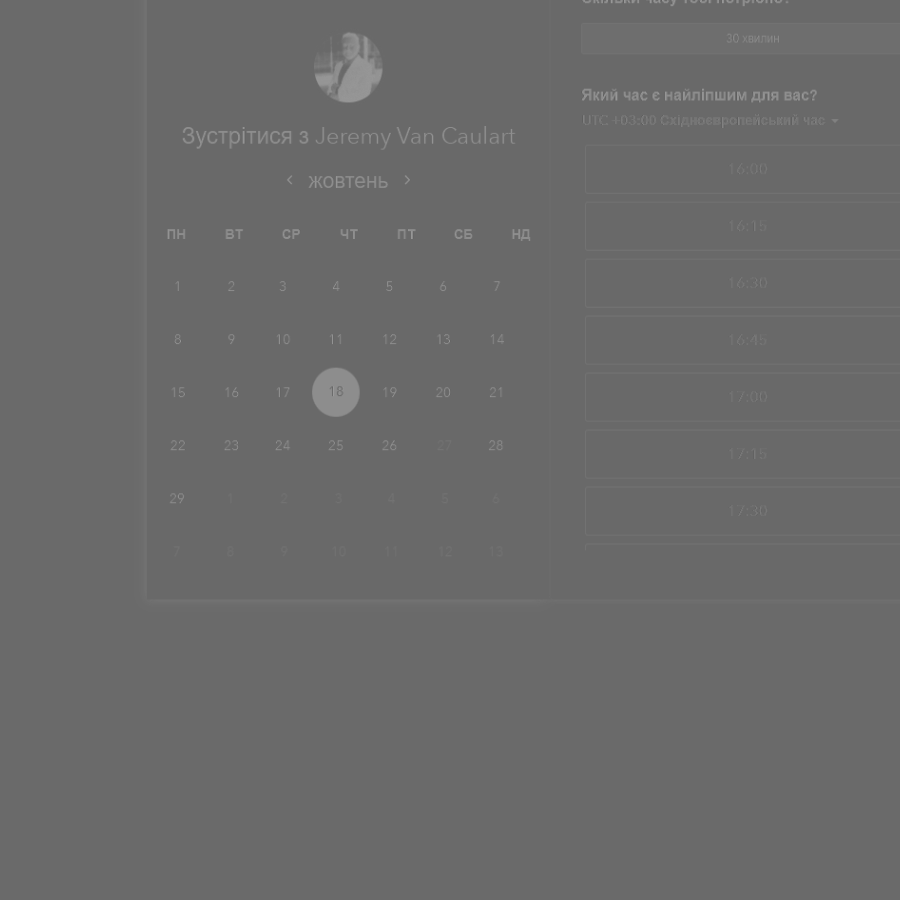 Скільки часу тобі потрібно?
30 хвилин
Який час є найліпшим для вас?
UTC +03:00 Східноєвропейський час
Зустрітися з Jeremy Van Caulart
жовтень
ПН ВТ СР ЧТ ПТ СБ НД
1 2 3 4 5 6 7
8 9 10 11 12 13 14
15 16 17 18 19 20 21
22 23 24 25 26 27 28
29 1 2 3 4 5 6
7 8 9 10 11 12 13
16:00
16:15
16:30
16:45
17:00
17:15
17:30